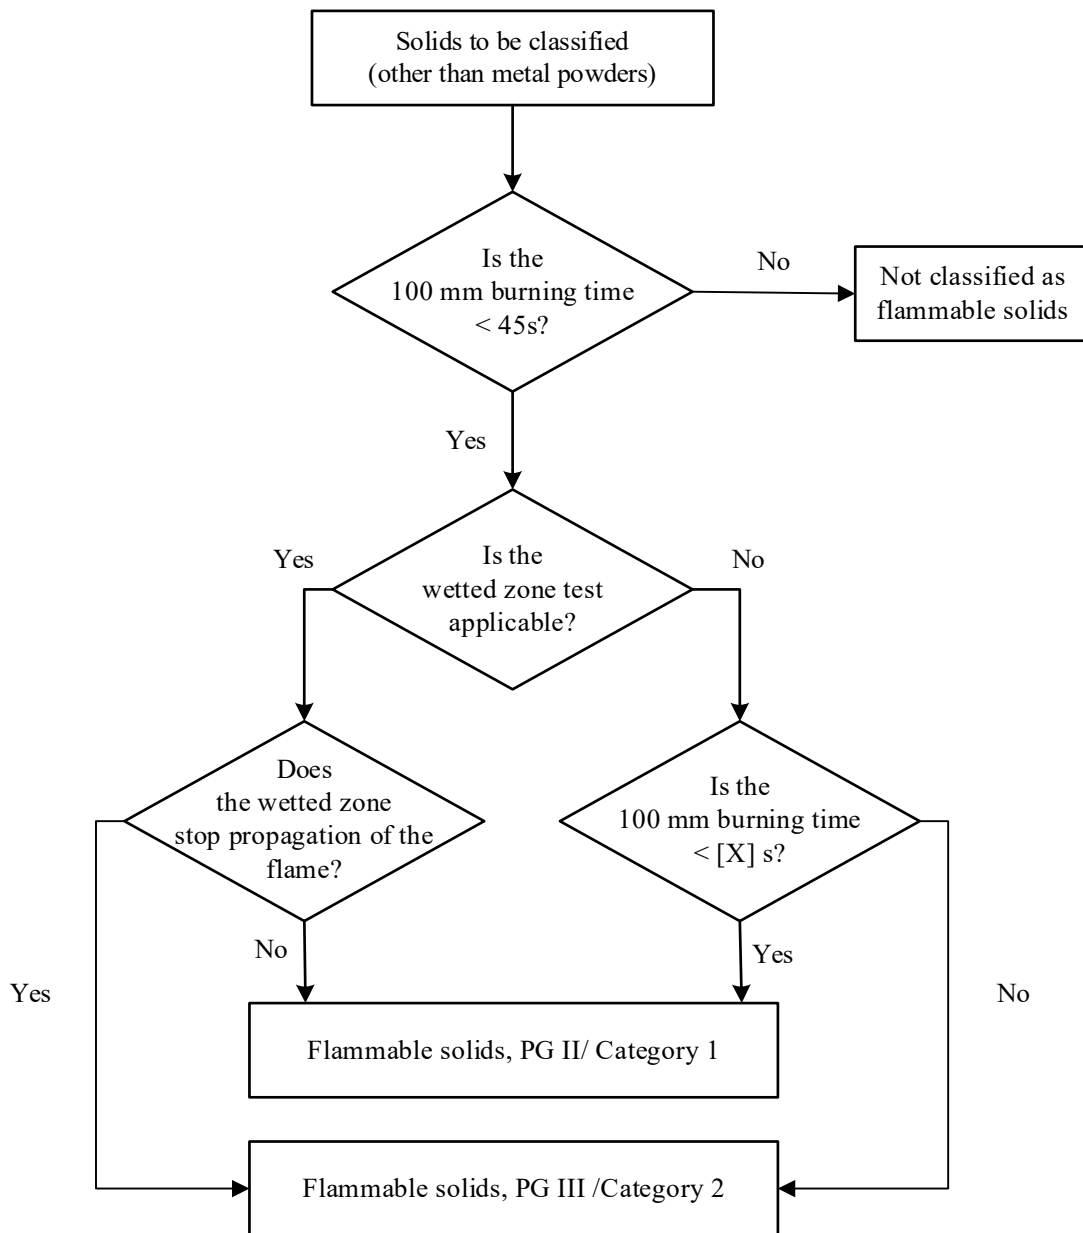 Solids to be classified
(other than metal powders)
Is the
100 mm burning time
< 45s?
No
Not classified as
flammable solids
Yes
Is the
wetted zone test
applicable?
Yes
No
Does
the wetted zone
stop propagation of the
flame?
Is the
100 mm burning time
< [X] s?
No
Yes
Yes
No
Flammable solids, PG II/ Category 1
Flammable solids, PG III /Category 2